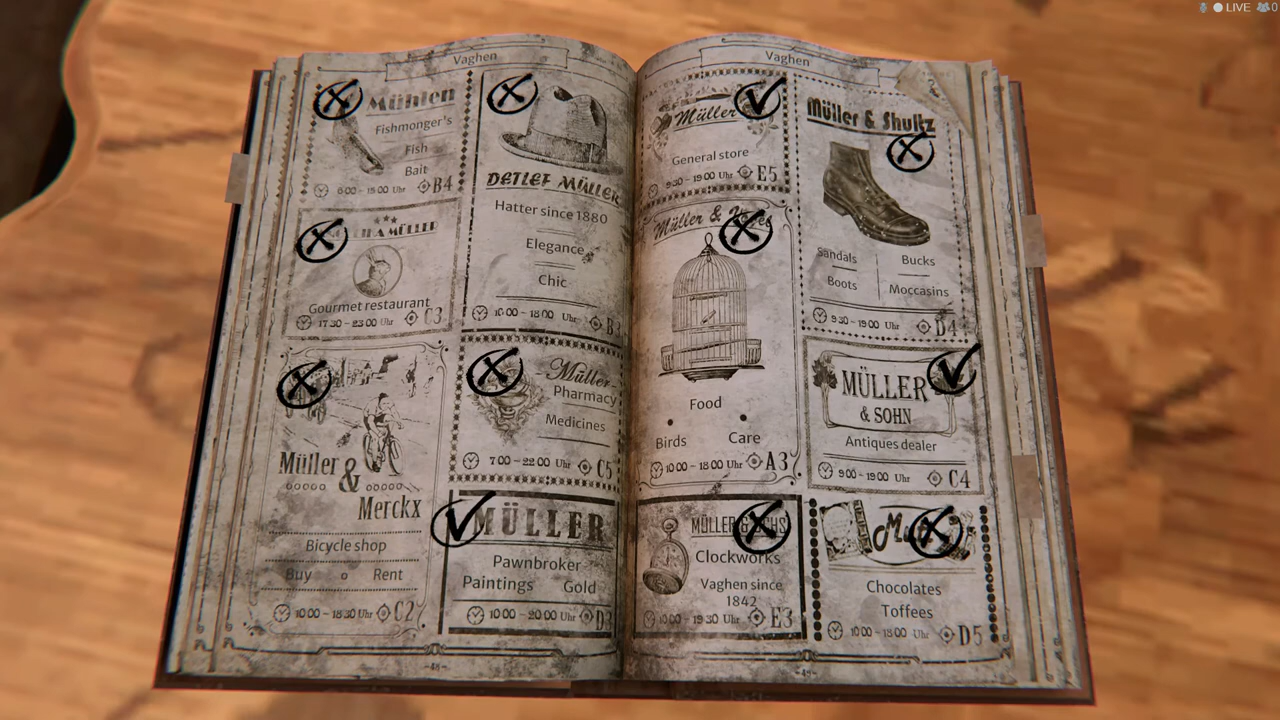 LIVE 0
Vaghen
Mühlen
Fishmonger's
Fish
Bait
8:00 - 15:00 Uhr B4
MÜLLER
Gourmet restaurant
17 30 - 23 00 Uhr C3
Müller &
Merckx
Bicycle shop
Buy o Rent
10:00 - 18:30 Uhr C2
DETLEF MÜLLER
Hatter since 1880
Elegance
Chic
10:00 - 18:00 Uhr
Müller
Pharmacy
Medicines
7:00 - 22:00 Uhr C5
MÜLLER
Pawnbroker
Paintings Gold
10:00 - 20:00 Uhr D3
-48-
Vaghen
Müller
General store
9:30 - 19:00 Uhr E5
Müller &
Food
Birds Care
10:00 - 18:00 Uhr A3
MÜLLER &
Clockworks
Vaghen since
1842
10:00 - 19:30 Uhr E3
Müller & Shultz
Sandals Bucks
Boots Moccasins
9:30 - 19:00 Uhr D4
MÜLLER
& SOHN
Antiques dealer
9:00 - 19:00 Uhr C4
Chocolates
Toffees
10:00 - 18:00 Uhr D5
-49-